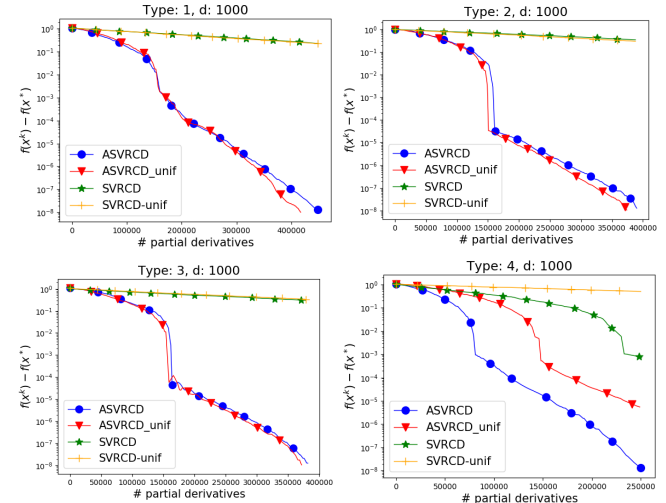 Type: 1, d: 1000
f(x^k) − f(x*)
10^0
10^-1
10^-2
10^-3
10^-4
10^-5
10^-6
10^-7
10^-8
ASVRCD
ASVRCD_unif
SVRCD
SVRCD-unif
0 100000 200000 300000 400000
# partial derivatives
Type: 2, d: 1000
f(x^k) − f(x*)
10^0
10^-1
10^-2
10^-3
10^-4
10^-5
10^-6
10^-7
10^-8
ASVRCD
ASVRCD_unif
SVRCD
SVRCD-unif
0 50000 100000 150000 200000 250000 300000 350000 400000
# partial derivatives
Type: 3, d: 1000
f(x^k) − f(x*)
10^0
10^-1
10^-2
10^-3
10^-4
10^-5
10^-6
10^-7
10^-8
ASVRCD
ASVRCD_unif
SVRCD
SVRCD-unif
0 50000 100000 150000 200000 250000 300000 350000 400000
# partial derivatives
Type: 4, d: 1000
f(x^k) − f(x*)
10^0
10^-1
10^-2
10^-3
10^-4
10^-5
10^-6
10^-7
10^-8
ASVRCD
ASVRCD_unif
SVRCD
SVRCD-unif
0 50000 100000 150000 200000 250000
# partial derivatives